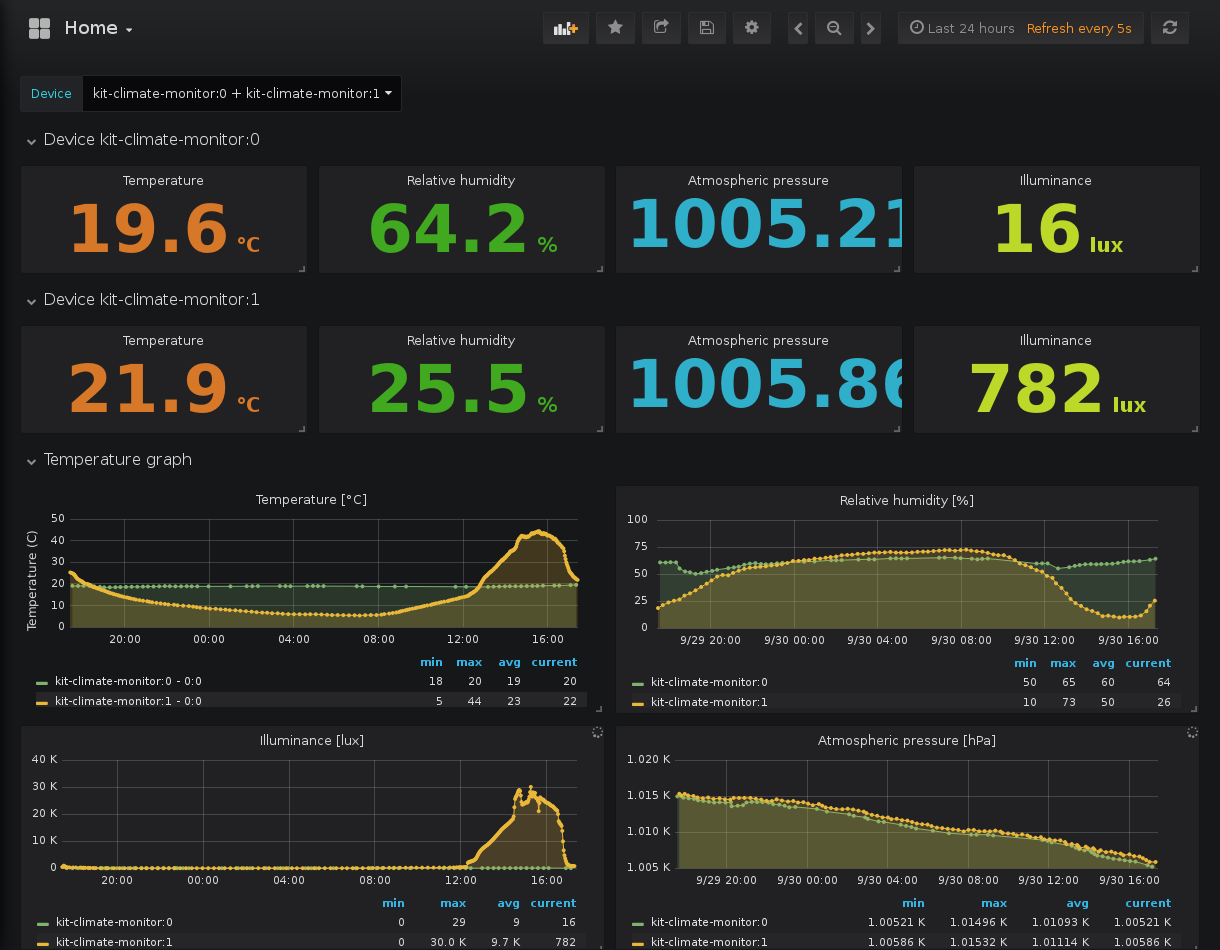 Home
Last 24 hours Refresh every 5s
Device kit-climate-monitor:0 + kit-climate-monitor:1
Device kit-climate-monitor:0
Temperature Relative humidity Atmospheric pressure Illuminance
19.6 °C 64.2 % 1005.21 16 lux
Device kit-climate-monitor:1
Temperature Relative humidity Atmospheric pressure Illuminance
21.9 °C 25.5 % 1005.86 782 lux
Temperature graph
Temperature [°C]
Temperature (C)
50
40
30
20
10
0
20:00 00:00 04:00 08:00 12:00 16:00
min max avg current
kit-climate-monitor:0 - 0:0 18 20 19 20
kit-climate-monitor:1 - 0:0 5 44 23 22
Relative humidity [%]
100
75
50
25
0
9/29 20:00 9/30 00:00 9/30 04:00 9/30 08:00 9/30 12:00 9/30 16:00
min max avg current
kit-climate-monitor:0 50 65 60 64
kit-climate-monitor:1 10 73 50 26
Illuminance [lux]
40 K
30 K
20 K
10 K
0
20:00 00:00 04:00 08:00 12:00 16:00
min max avg current
kit-climate-monitor:0 0 29 9 16
kit-climate-monitor:1 0 30.0 K 9.7 K 782
Atmospheric pressure [hPa]
1.020 K
1.015 K
1.010 K
1.005 K
9/29 20:00 9/30 00:00 9/30 04:00 9/30 08:00 9/30 12:00 9/30 16:00
min max avg current
kit-climate-monitor:0 1.00521 K 1.01496 K 1.01093 K 1.00521 K
kit-climate-monitor:1 1.00586 K 1.01532 K 1.01114 K 1.00586 K